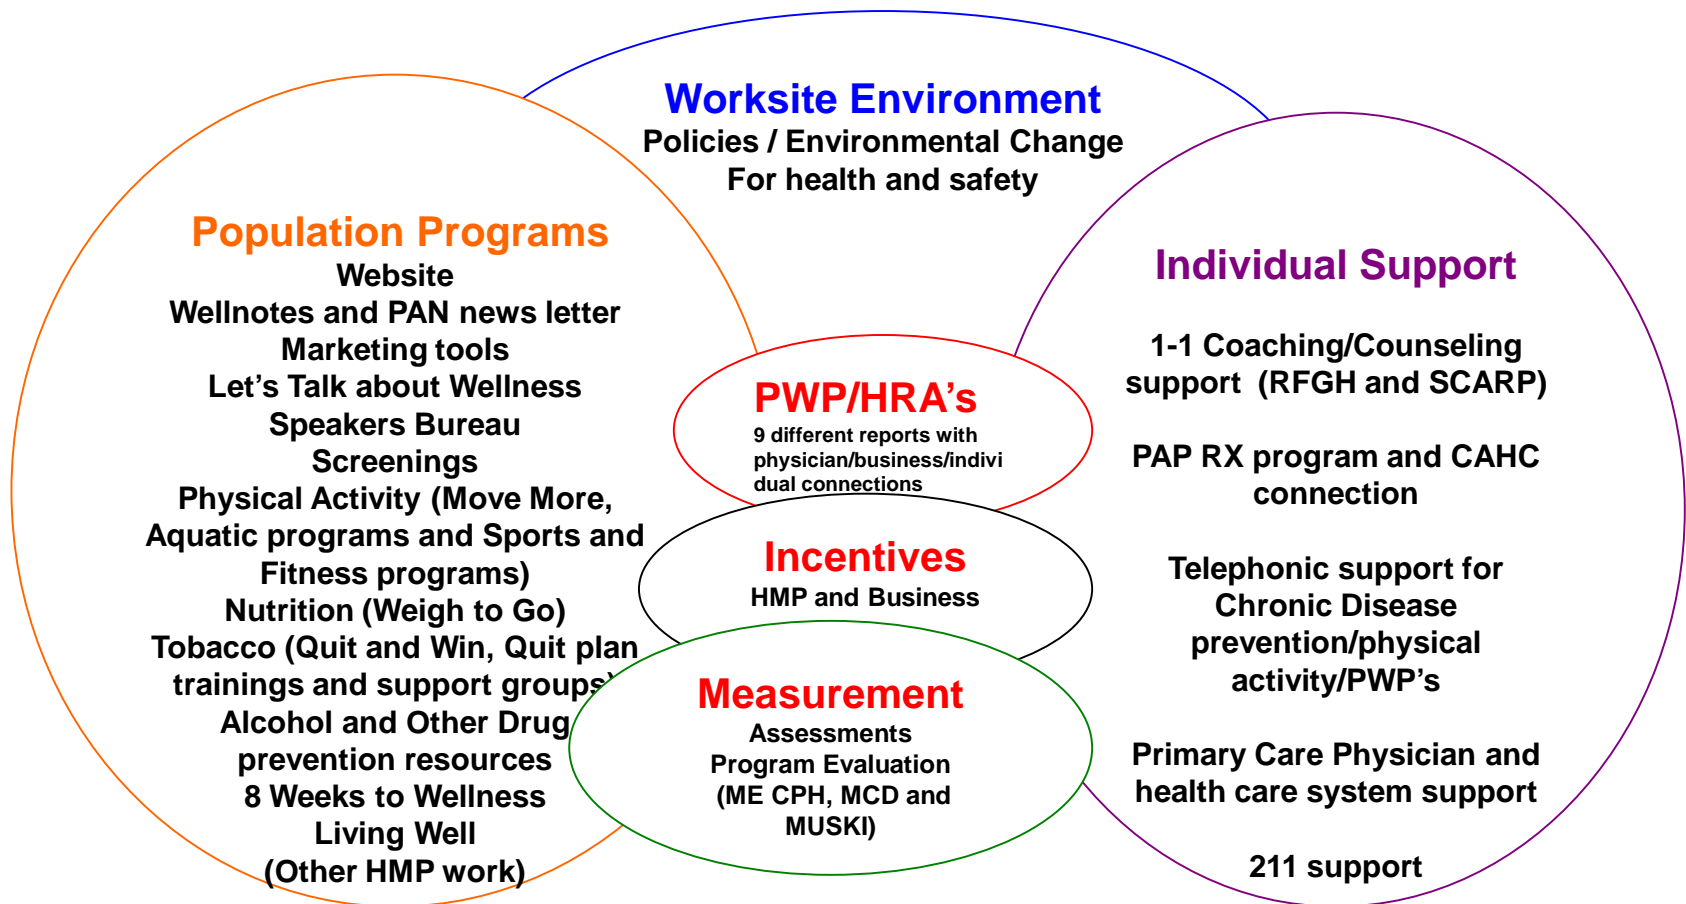 Worksite Environment
Policies / Environmental Change
For health and safety
Population Programs
Website
Wellnotes and PAN news letter
Marketing tools
Let's Talk about Wellness
Speakers Bureau
Screenings
Physical Activity (Move More,
Aquatic programs and Sports and
Fitness programs)
Nutrition (Weigh to Go)
Tobacco (Quit and Win, Quit plan
trainings and support groups)
Alcohol and Other Drug
prevention resources
8 Weeks to Wellness
Living Well
(Other HMP work)
PWP/HRA's
9 different reports with
physician/business/indivi
dual connections
Incentives
HMP and Business
Measurement
Assessments
Program Evaluation
(ME CPH, MCD and
MUSKI)
Individual Support
1-1 Coaching/Counseling
support (RFGH and SCARP)
PAP RX program and CAHC
connection
Telephonic support for
Chronic Disease
prevention/physical
activity/PWP's
Primary Care Physician and
health care system support
211 support